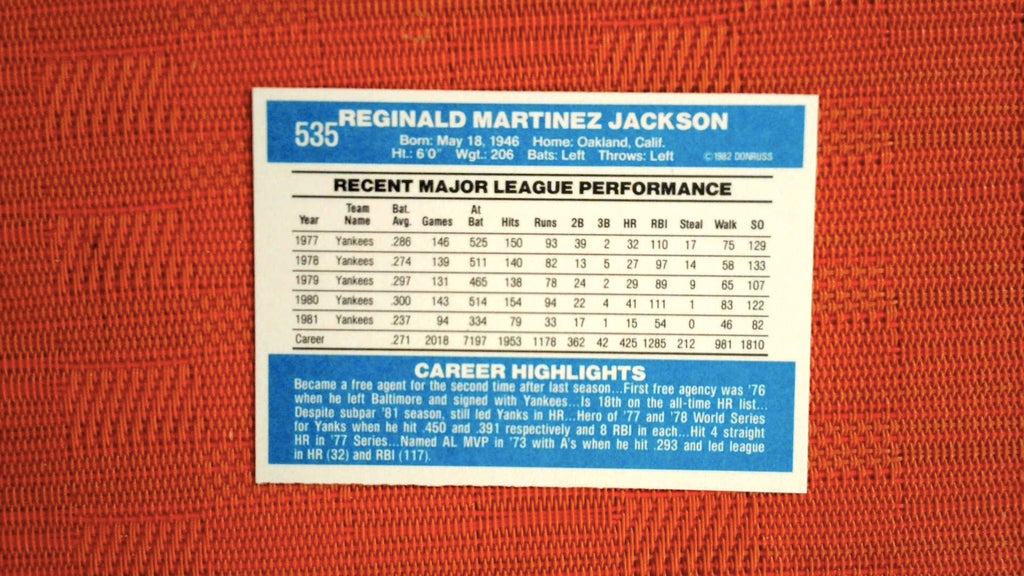 535 REGINALD MARTINEZ JACKSON
Born: May 18, 1946 Home: Oakland, Calif.
Ht.: 6'0" Wgt.: 206 Bats: Left Throws: Left © 1982 DONRUSS
RECENT MAJOR LEAGUE PERFORMANCE
Year Team Name Bat. Avg. Games At Bat Hits Runs 2B 3B HR RBI Steal Walk SO
1977 Yankees .286 146 525 150 93 39 2 32 110 17 75 129
1978 Yankees .274 139 511 140 82 13 5 27 97 14 58 133
1979 Yankees .297 131 465 138 78 24 2 29 89 9 65 107
1980 Yankees .300 143 514 154 94 22 4 41 111 1 83 122
1981 Yankees .237 94 334 79 33 17 1 15 54 0 46 82
Career .271 2018 7197 1953 1178 362 42 425 1285 212 981 1810
CAREER HIGHLIGHTS
Became a free agent for the second time after last season...First free agency was '76
when he left Baltimore and signed with Yankees...Is 18th on the all-time HR list...
Despite subpar '81 season, still led Yanks in HR...Hero of '77 and '78 World Series
for Yanks when he hit .450 and .391 respectively and 8 RBI in each...Hit 4 straight
HR in '77 Series...Named AL MVP in '73 with A's when he hit .293 and led league
in HR (32) and RBI (117).